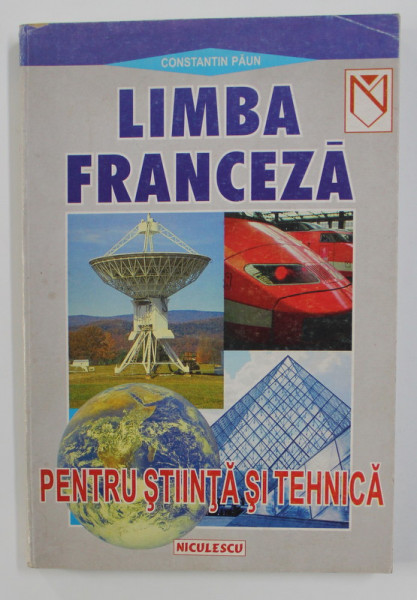 CONSTANTIN PĂUN
LIMBA
FRANCEZĂ
PENTRU ŞTIINŢĂ ŞI TEHNICĂ
NICULESCU